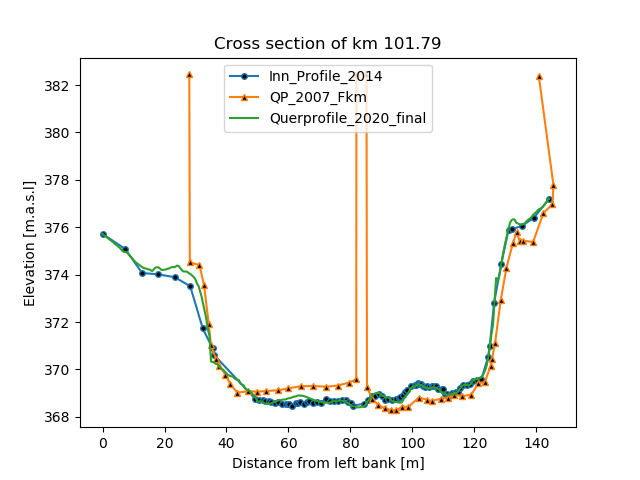 Cross section of km 101.79
Inn_Profile_2014
QP_2007_Fkm
Querprofile_2020_final
382
380
378
376
374
372
370
368
Elevation [m.a.s.l]
0 20 40 60 80 100 120 140
Distance from left bank [m]